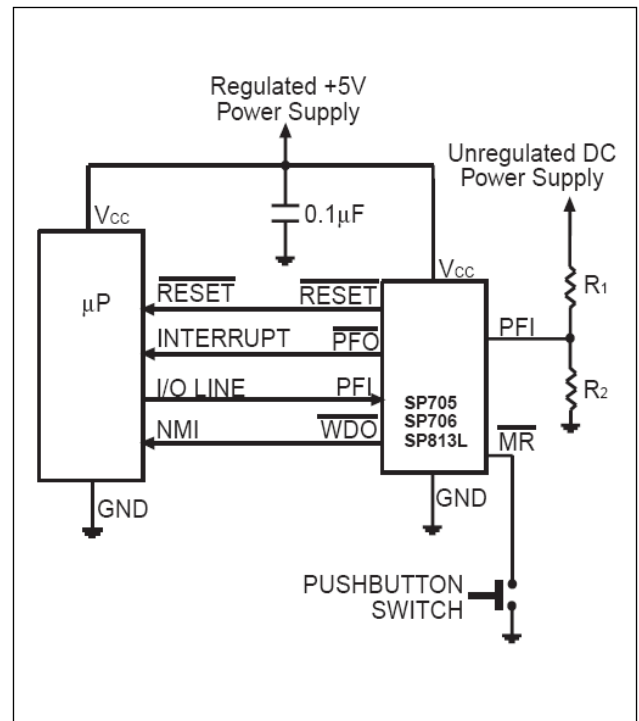 Regulated +5V
Power Supply
Unregulated DC
Power Supply
VCC
0.1µF
VCC
µP
RESET
RESET
R1
INTERRUPT
PFO
PFI
I/O LINE
PFI
R2
SP705
SP706
SP813L
NMI
WDO
MR
GND
GND
PUSHBUTTON
SWITCH